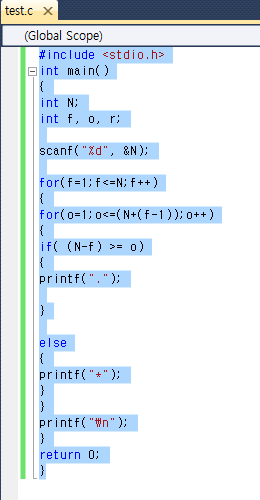 test.c ×
(Global Scope)
#include <stdio.h>
int main()
{
int N;
int f, o, r;
scanf("%d", &N);
for(f=1;f<=N;f++)
{
for(o=1;o<=(N+(f-1));o++)
{
if( (N-f) >= o)
{
printf(".");
}
else
{
printf("*");
}
}
printf("₩n");
}
return 0;
}